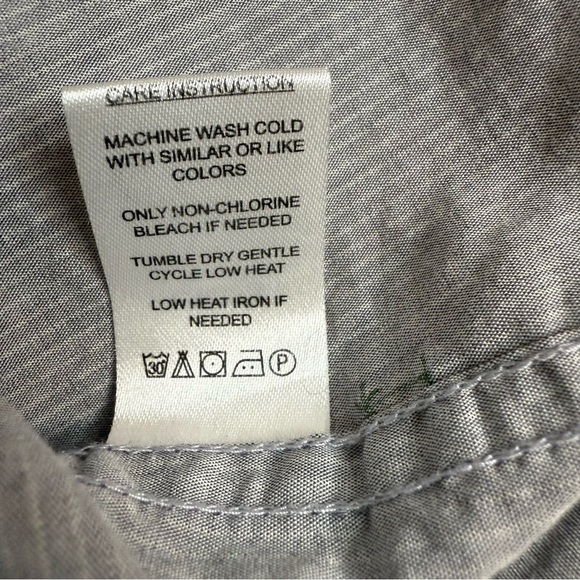 CARE INSTRUCTION
MACHINE WASH COLD
WITH SIMILAR OR LIKE
COLORS
ONLY NON-CHLORINE
BLEACH IF NEEDED
TUMBLE DRY GENTLE
CYCLE LOW HEAT
LOW HEAT IRON IF
NEEDED
30° P